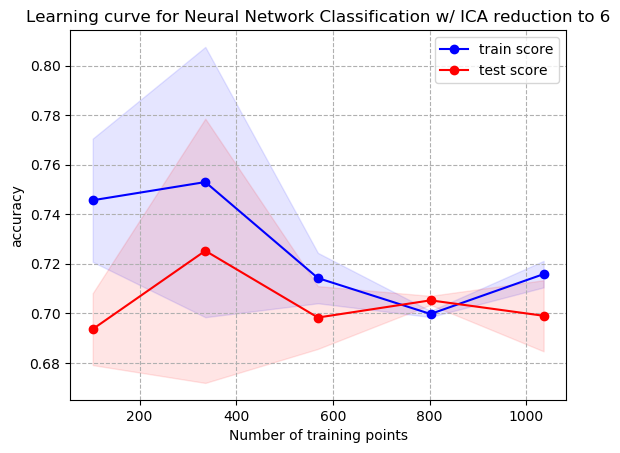 Learning curve for Neural Network Classification w/ ICA reduction to 6
train score
test score
0.80
0.78
0.76
0.74
0.72
0.70
0.68
accuracy
200
400
600
800
1000
Number of training points